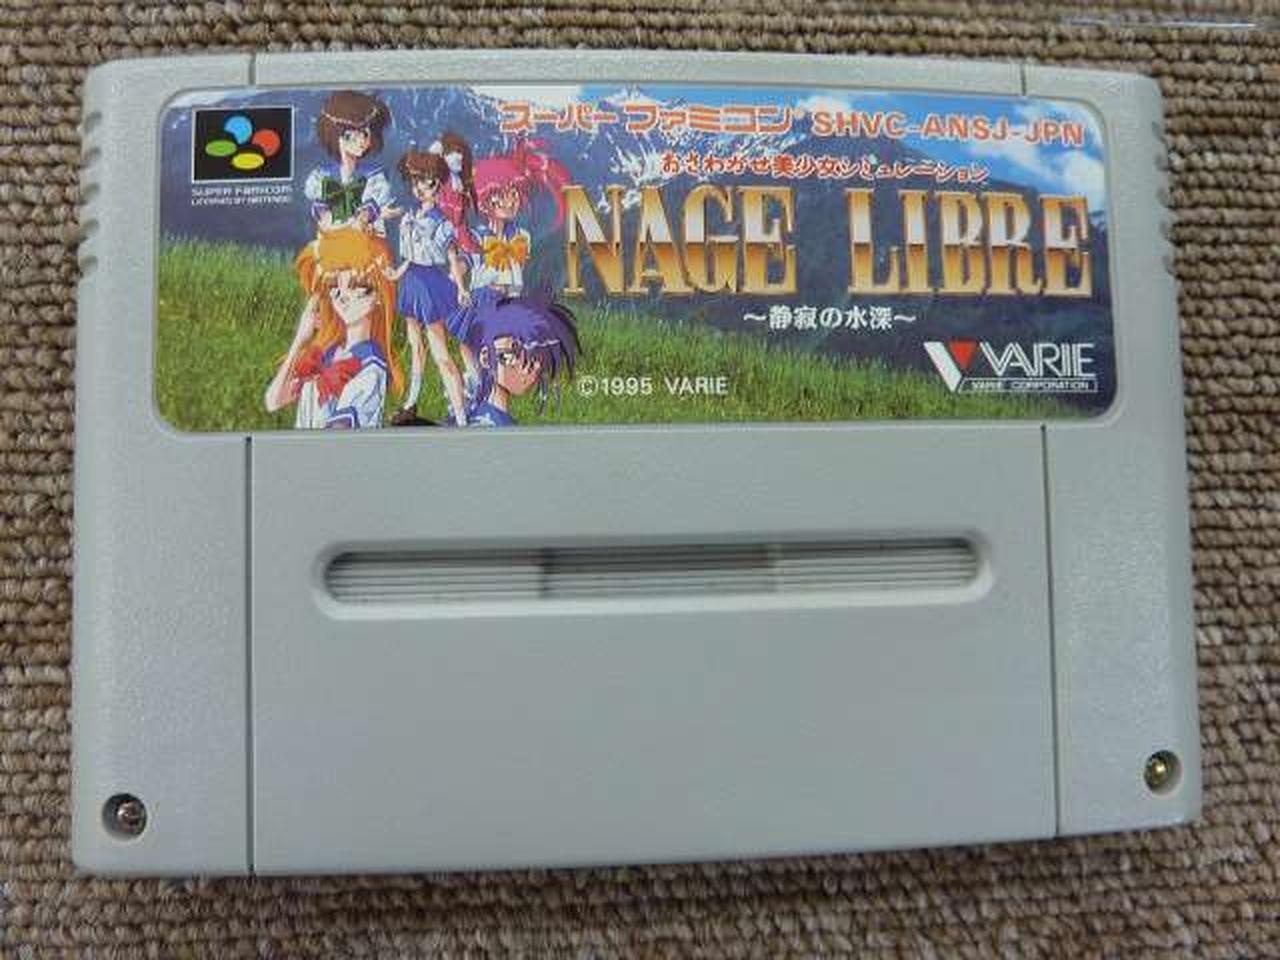 スーパーファミコン® SHVC-ANSJ-JPN
SUPER FAMICOM
LICENSED BY NINTENDO
おさわがせ美少女シミュレーション
NAGE LIBRE
～静寂の水深～
VARIE
VARIE CORPORATION
©1995 VARIE